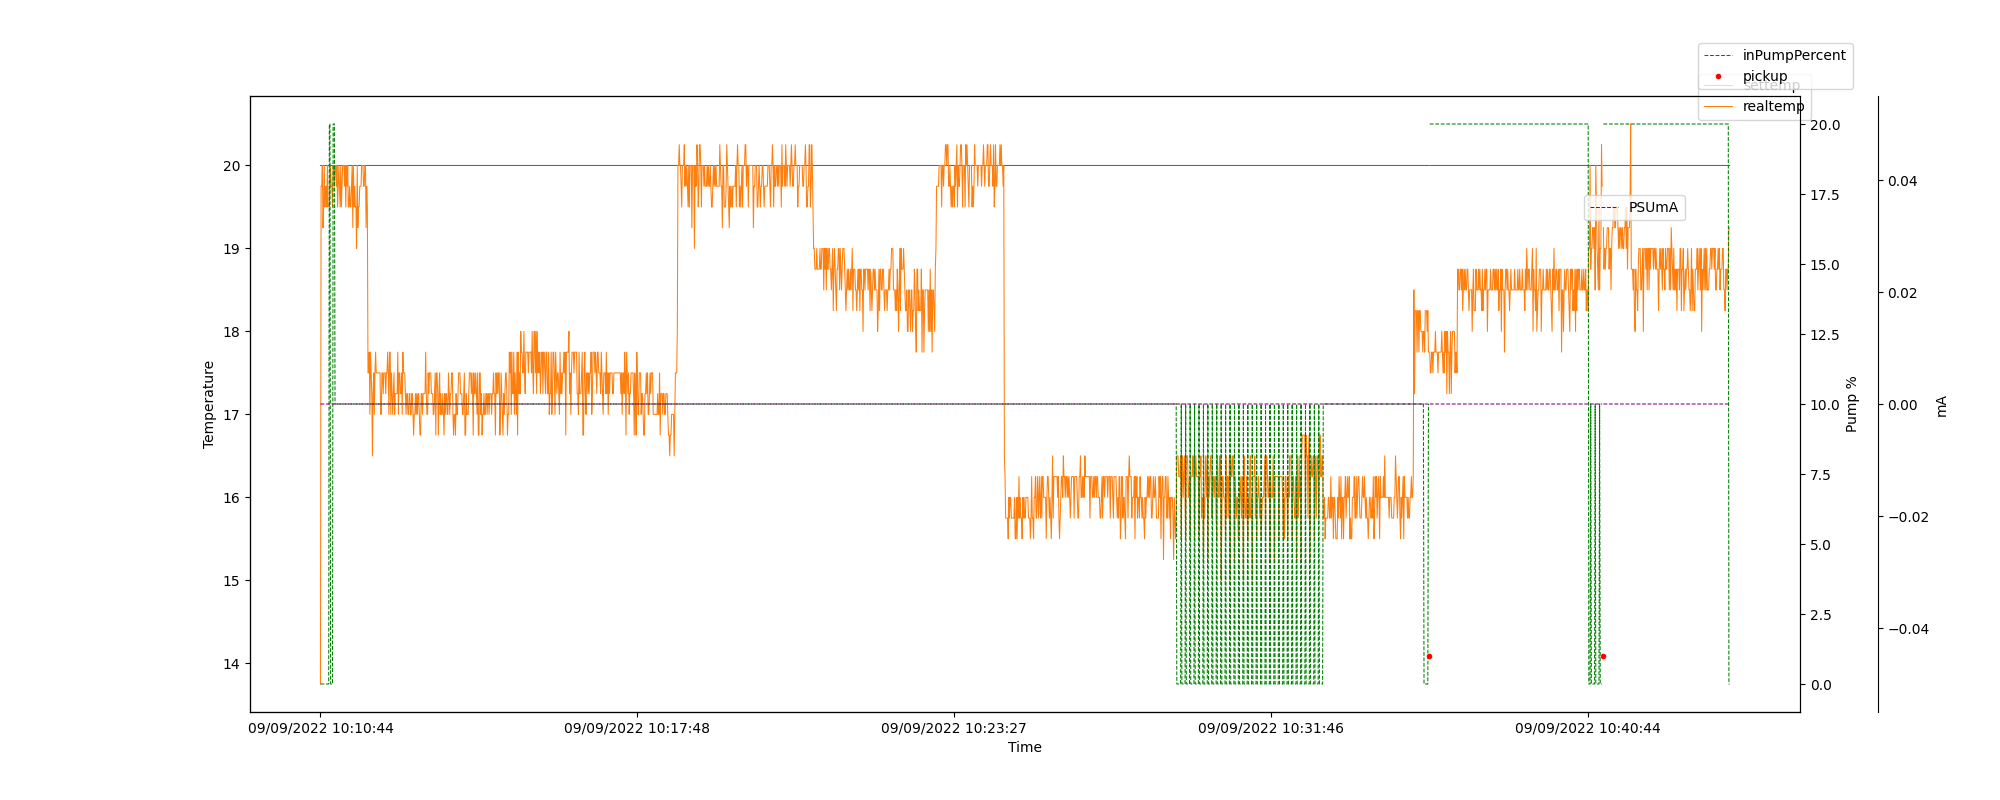 inPumpPercent
pickup
settemp
realtemp
PSUmA
20
19
18
17
16
15
14
Temperature
20.0
17.5
15.0
12.5
10.0
7.5
5.0
2.5
0.0
Pump %
0.04
0.02
0.00
−0.02
−0.04
mA
09/09/2022 10:10:44
09/09/2022 10:17:48
09/09/2022 10:23:27
09/09/2022 10:31:46
09/09/2022 10:40:44
Time